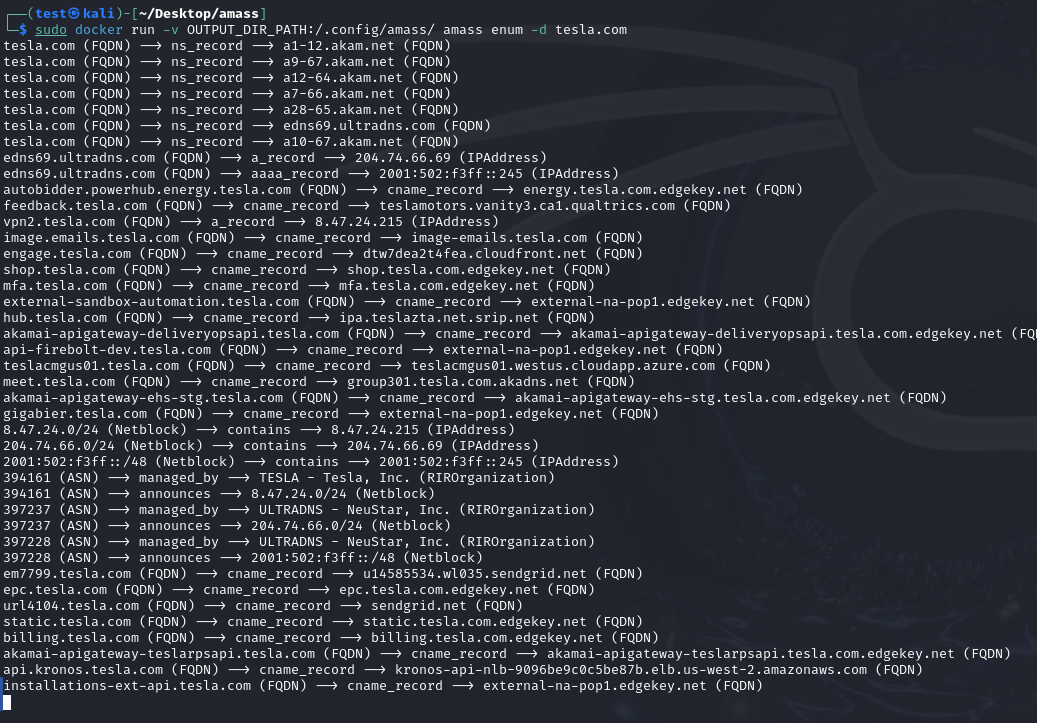 ┌──(test㉿kali)-[~/Desktop/amass]
└─$ sudo docker run -v OUTPUT_DIR_PATH:/.config/amass/ amass enum -d tesla.com
tesla.com (FQDN) --> ns_record --> a1-12.akam.net (FQDN)
tesla.com (FQDN) --> ns_record --> a9-67.akam.net (FQDN)
tesla.com (FQDN) --> ns_record --> a12-64.akam.net (FQDN)
tesla.com (FQDN) --> ns_record --> a7-66.akam.net (FQDN)
tesla.com (FQDN) --> ns_record --> a28-65.akam.net (FQDN)
tesla.com (FQDN) --> ns_record --> edns69.ultradns.com (FQDN)
tesla.com (FQDN) --> ns_record --> a10-67.akam.net (FQDN)
edns69.ultradns.com (FQDN) --> a_record --> 204.74.66.69 (IPAddress)
edns69.ultradns.com (FQDN) --> aaaa_record --> 2001:502:f3ff::245 (IPAddress)
autobidder.powerhub.energy.tesla.com (FQDN) --> cname_record --> energy.tesla.com.edgekey.net (FQDN)
feedback.tesla.com (FQDN) --> cname_record --> teslamotors.vanity3.ca1.qualtrics.com (FQDN)
vpn2.tesla.com (FQDN) --> a_record --> 8.47.24.215 (IPAddress)
image.emails.tesla.com (FQDN) --> cname_record --> image-emails.tesla.com (FQDN)
engage.tesla.com (FQDN) --> cname_record --> dtw7dea2t4fea.cloudfront.net (FQDN)
shop.tesla.com (FQDN) --> cname_record --> shop.tesla.com.edgekey.net (FQDN)
mfa.tesla.com (FQDN) --> cname_record --> mfa.tesla.com.edgekey.net (FQDN)
external-sandbox-automation.tesla.com (FQDN) --> cname_record --> external-na-pop1.edgekey.net (FQDN)
hub.tesla.com (FQDN) --> cname_record --> ipa.teslazta.net.srip.net (FQDN)
akamai-apigateway-deliveryopsapi.tesla.com (FQDN) --> cname_record --> akamai-apigateway-deliveryopsapi.tesla.com.edgekey.net (FQ
api-firebolt-dev.tesla.com (FQDN) --> cname_record --> external-na-pop1.edgekey.net (FQDN)
teslacmgus01.tesla.com (FQDN) --> cname_record --> teslacmgus01.westus.cloudapp.azure.com (FQDN)
meet.tesla.com (FQDN) --> cname_record --> group301.tesla.com.akadns.net (FQDN)
akamai-apigateway-ehs-stg.tesla.com (FQDN) --> cname_record --> akamai-apigateway-ehs-stg.tesla.com.edgekey.net (FQDN)
gigabier.tesla.com (FQDN) --> cname_record --> external-na-pop1.edgekey.net (FQDN)
8.47.24.0/24 (Netblock) --> contains --> 8.47.24.215 (IPAddress)
204.74.66.0/24 (Netblock) --> contains --> 204.74.66.69 (IPAddress)
2001:502:f3ff::/48 (Netblock) --> contains --> 2001:502:f3ff::245 (IPAddress)
394161 (ASN) --> managed_by --> TESLA - Tesla, Inc. (RIROrganization)
394161 (ASN) --> announces --> 8.47.24.0/24 (Netblock)
397237 (ASN) --> managed_by --> ULTRADNS - NeuStar, Inc. (RIROrganization)
397237 (ASN) --> announces --> 204.74.66.0/24 (Netblock)
397228 (ASN) --> managed_by --> ULTRADNS - NeuStar, Inc. (RIROrganization)
397228 (ASN) --> announces --> 2001:502:f3ff::/48 (Netblock)
em7799.tesla.com (FQDN) --> cname_record --> u14585534.wl035.sendgrid.net (FQDN)
epc.tesla.com (FQDN) --> cname_record --> epc.tesla.com.edgekey.net (FQDN)
url4104.tesla.com (FQDN) --> cname_record --> sendgrid.net (FQDN)
static.tesla.com (FQDN) --> cname_record --> static.tesla.com.edgekey.net (FQDN)
billing.tesla.com (FQDN) --> cname_record --> billing.tesla.com.edgekey.net (FQDN)
akamai-apigateway-teslarpsapi.tesla.com (FQDN) --> cname_record --> akamai-apigateway-teslarpsapi.tesla.com.edgekey.net (FQDN)
api.kronos.tesla.com (FQDN) --> cname_record --> kronos-api-nlb-9096be9c0c5be87b.elb.us-west-2.amazonaws.com (FQDN)
installations-ext-api.tesla.com (FQDN) --> cname_record --> external-na-pop1.edgekey.net (FQDN)